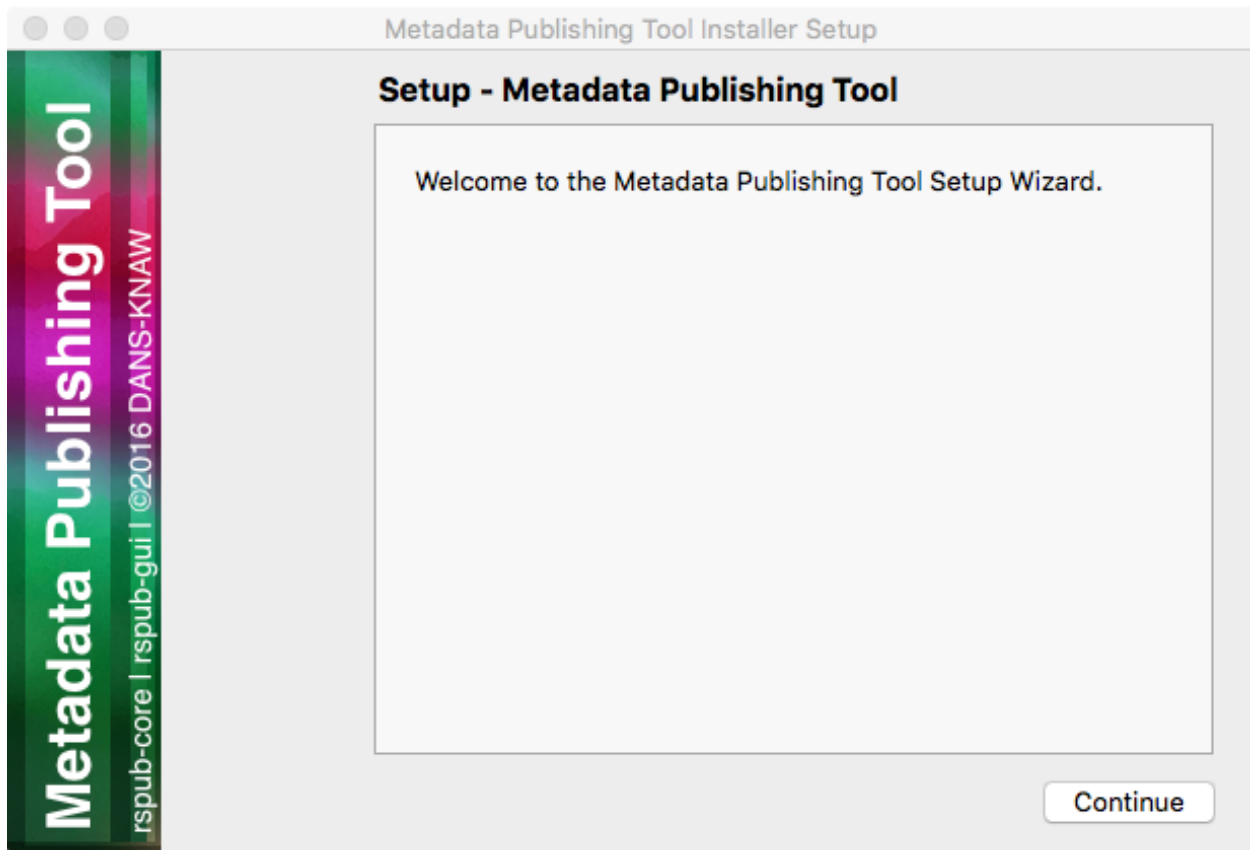 Metadata Publishing Tool Installer Setup
Metadata Publishing Tool
rspub-core | rspub-gui | ©2016 DANS-KNAW
Setup - Metadata Publishing Tool
Welcome to the Metadata Publishing Tool Setup Wizard.
Continue